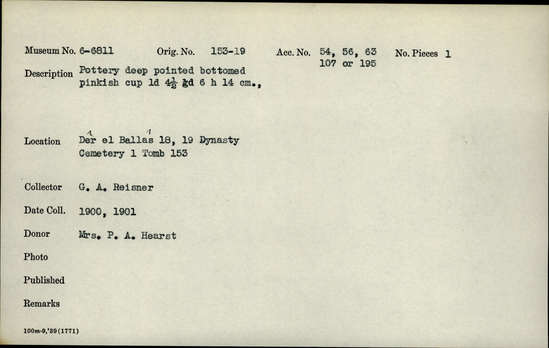 Museum No. 6-6811 Orig. No. 153-19 Acc. No. 54, 56, 63 No. Pieces 1
107 or 195
Description Pottery deep pointed bottomed
pinkish cup ld 4½ gd 6 h 14 cm.,
Location Der el Ballas 18, 19 Dynasty
Cemetery 1 Tomb 153
Collector G. A. Reisner
Date Coll. 1900, 1901
Donor Mrs. P. A. Hearst
Photo
Published
Remarks
100m-9,'39(1771)